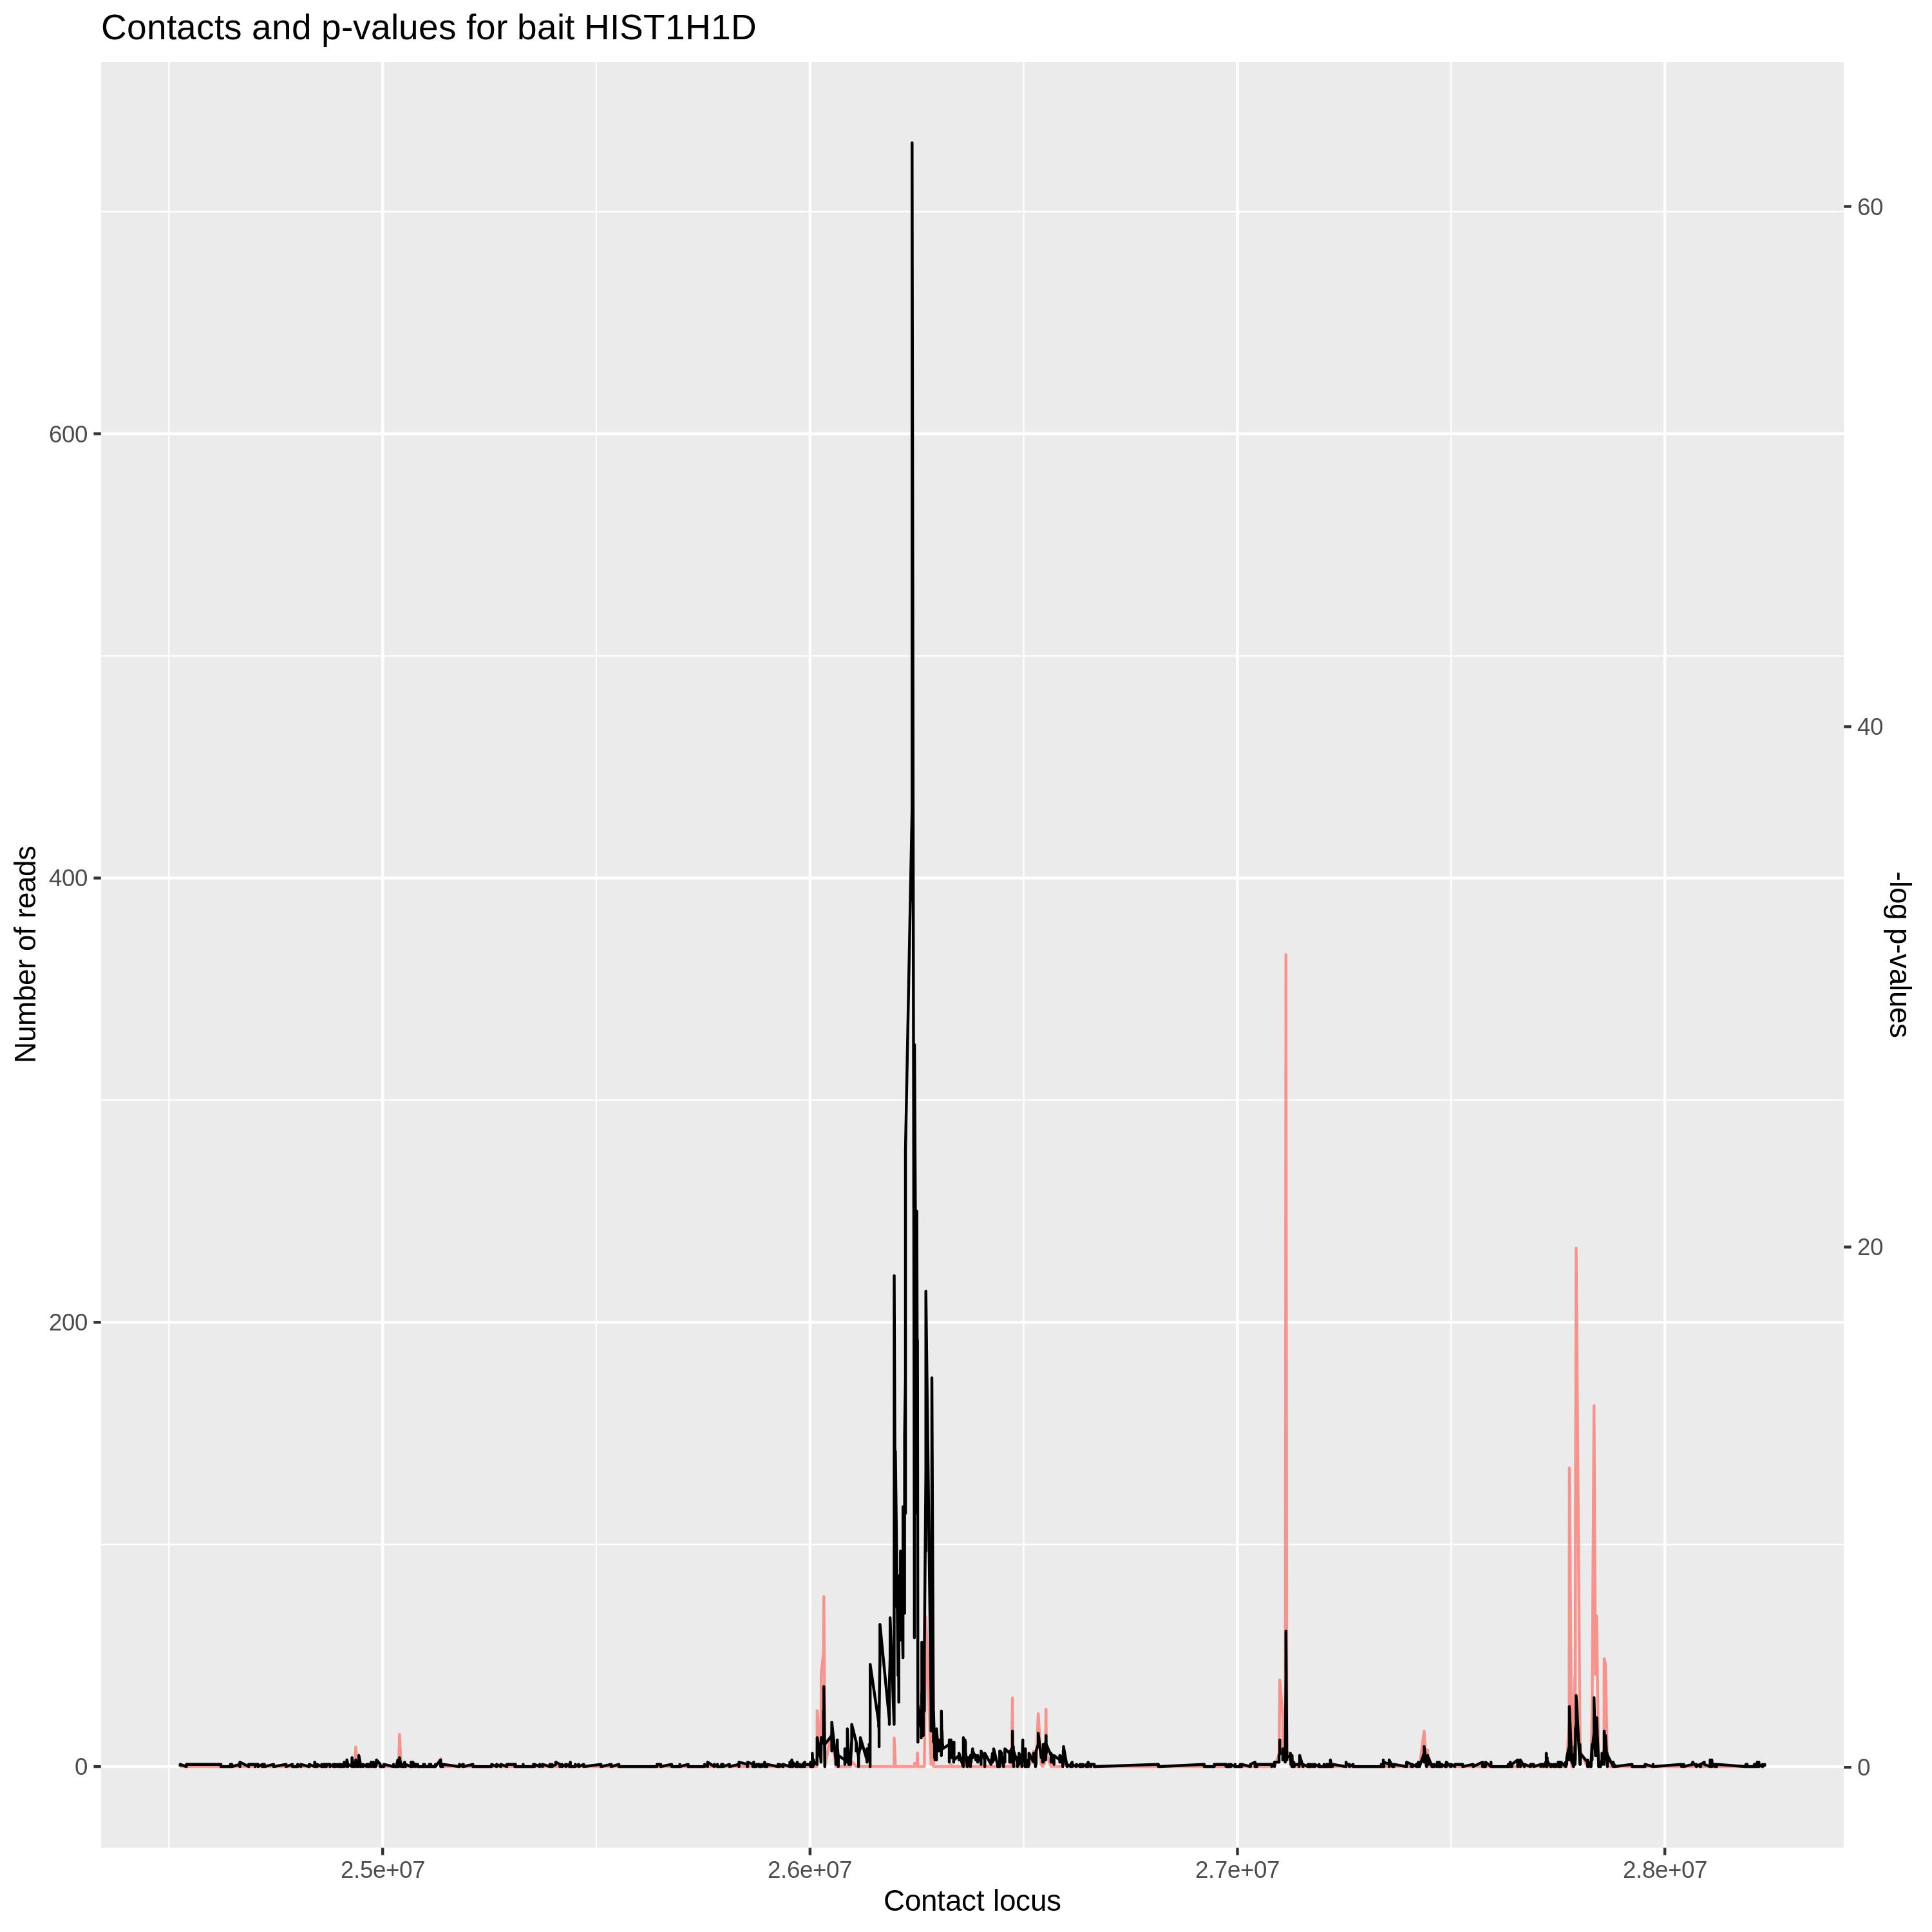 Contacts and p-values for bait HIST1H1D
Number of reads
600
400
200
0
60
40
20
0
-log p-values
2.5e+07
2.6e+07
2.7e+07
2.8e+07
Contact locus